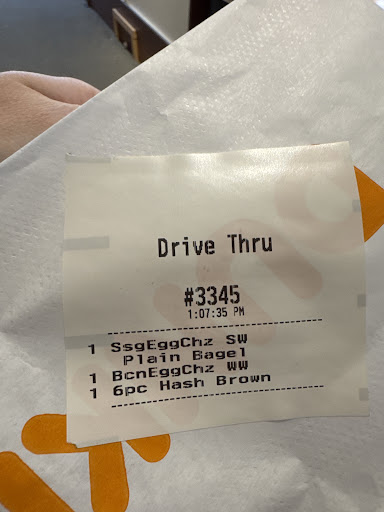 Drive Thru
#3345
1:07:35 PM
1 SsgEggChz SW
Plain Bagel
1 BcnEggChz WW
1 6pc Hash Brown